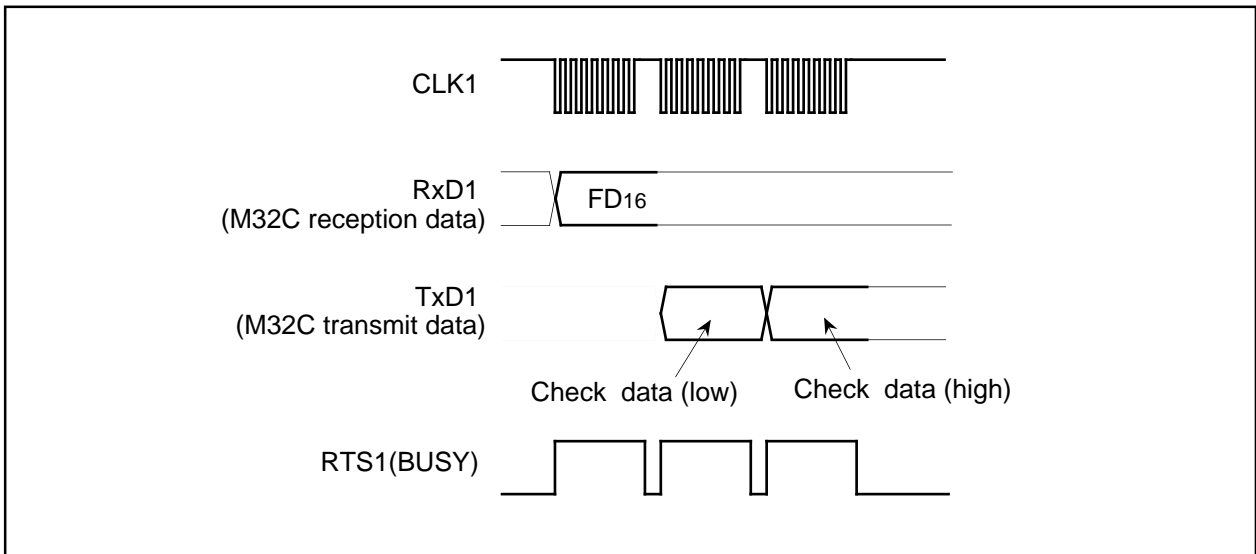 CLK1
RxD1
(M32C reception data)
FD16
TxD1
(M32C transmit data)
Check data (low)
Check data (high)
RTS1(BUSY)